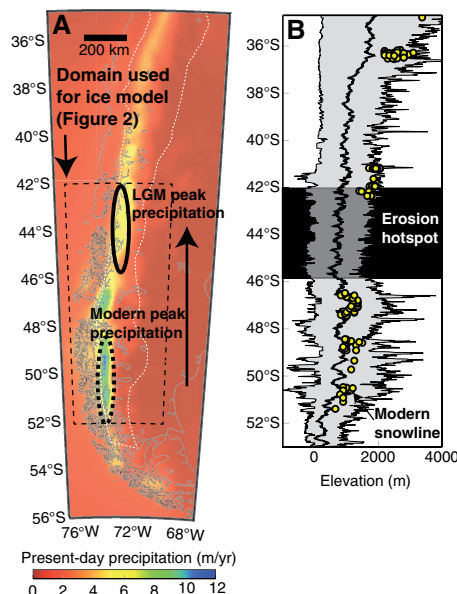 A
200 km
Domain used
for ice model
(Figure 2)
LGM peak
precipitation
Modern peak
precipitation
36°S
38°S
40°S
42°S
44°S
46°S
48°S
50°S
52°S
54°S
56°S
76°W 72°W 68°W
Present-day precipitation (m/yr)
0 2 4 6 8 10 12
B
36°S
38°S
40°S
42°S
44°S
46°S
48°S
50°S
52°S
Erosion
hotspot
Modern
snowline
0 2000 4000
Elevation (m)